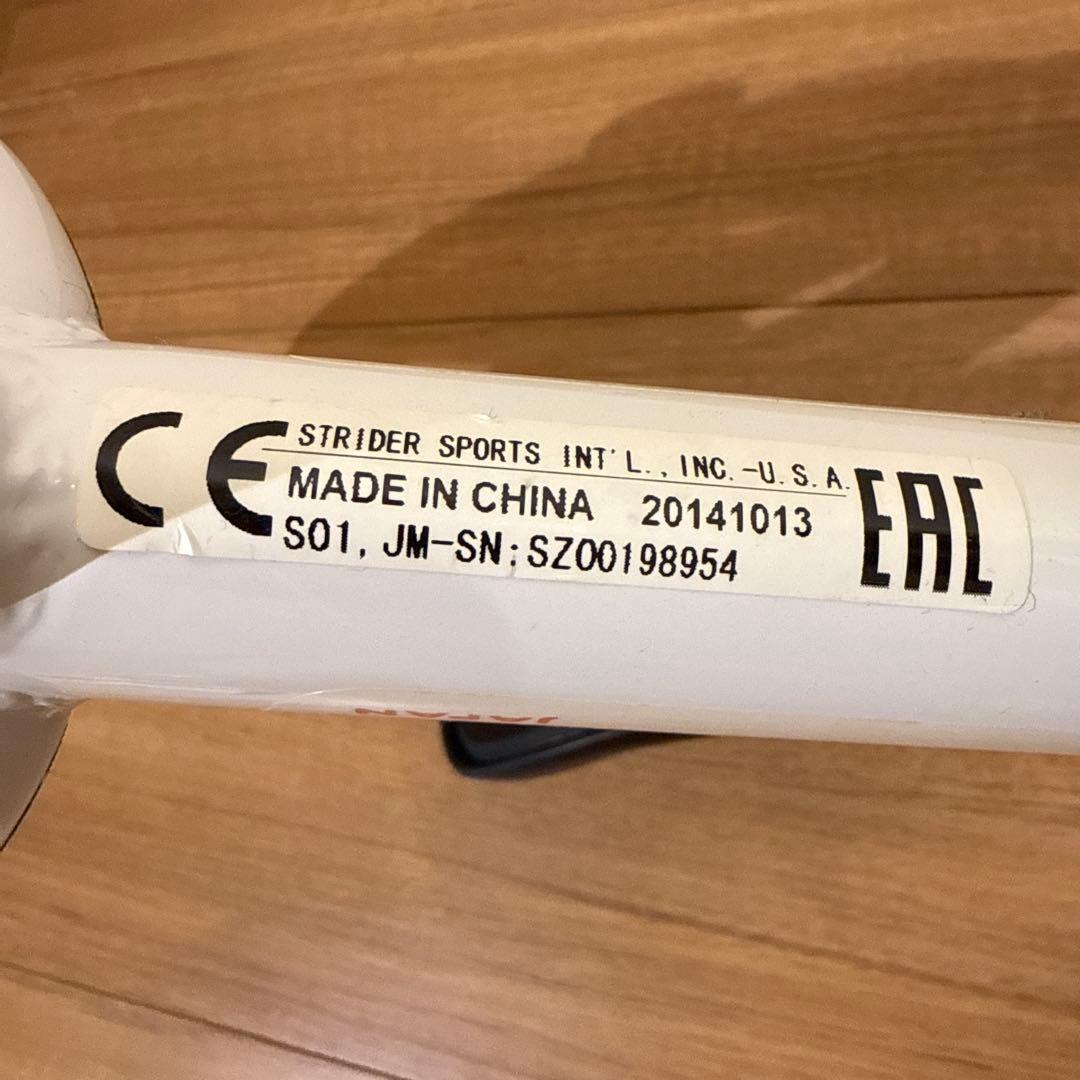 CE
STRIDER SPORTS INT'L., INC.-U.S.A.
MADE IN CHINA 20141013
S01, JM-SN:SZ00198954
EAC